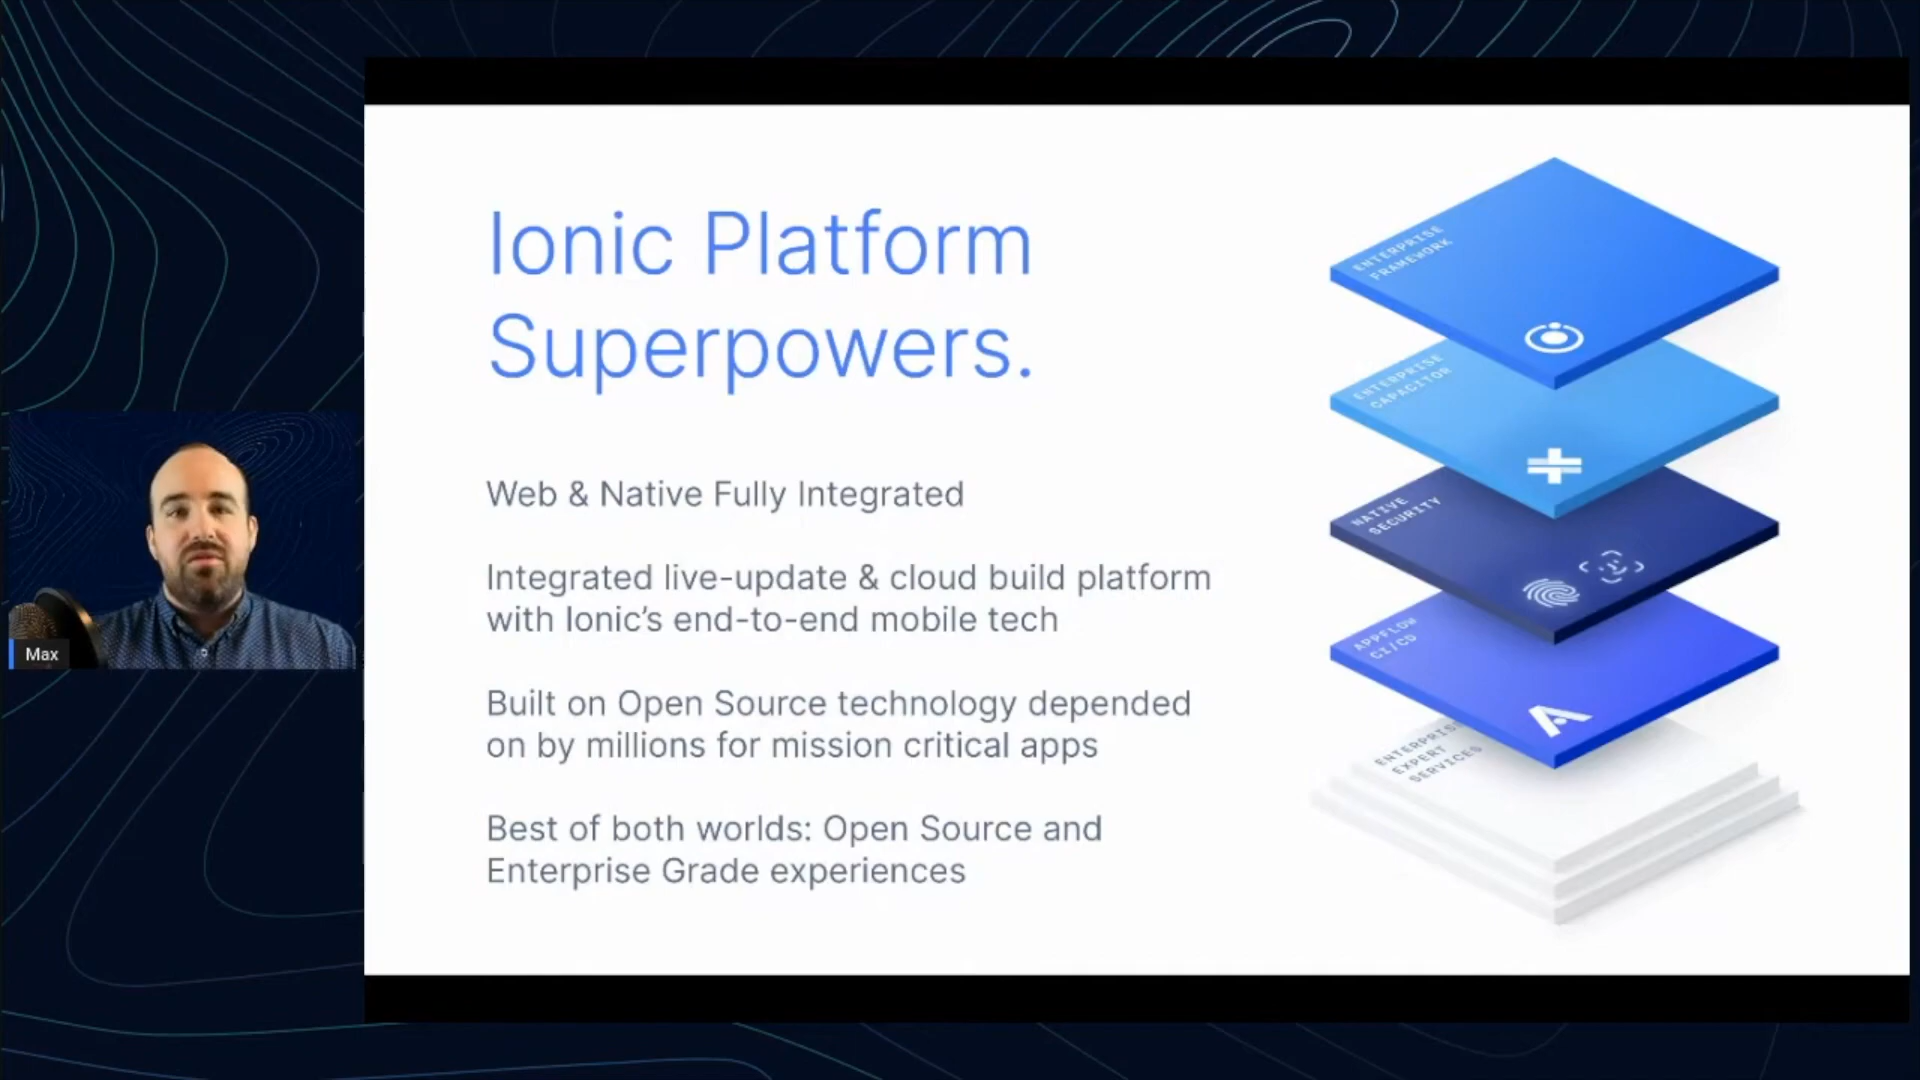 Ionic Platform
Superpowers.
Web & Native Fully Integrated
Integrated live-update & cloud build platform
with Ionic’s end-to-end mobile tech
Built on Open Source technology depended
on by millions for mission critical apps
Best of both worlds: Open Source and
Enterprise Grade experiences
ENTERPRISE
FRAMEWORK
ENTERPRISE
CAPACITOR
NATIVE
SECURITY
APPFLOW
CI/CD
ENTERPRISE
EXPERT
SERVICES
Max